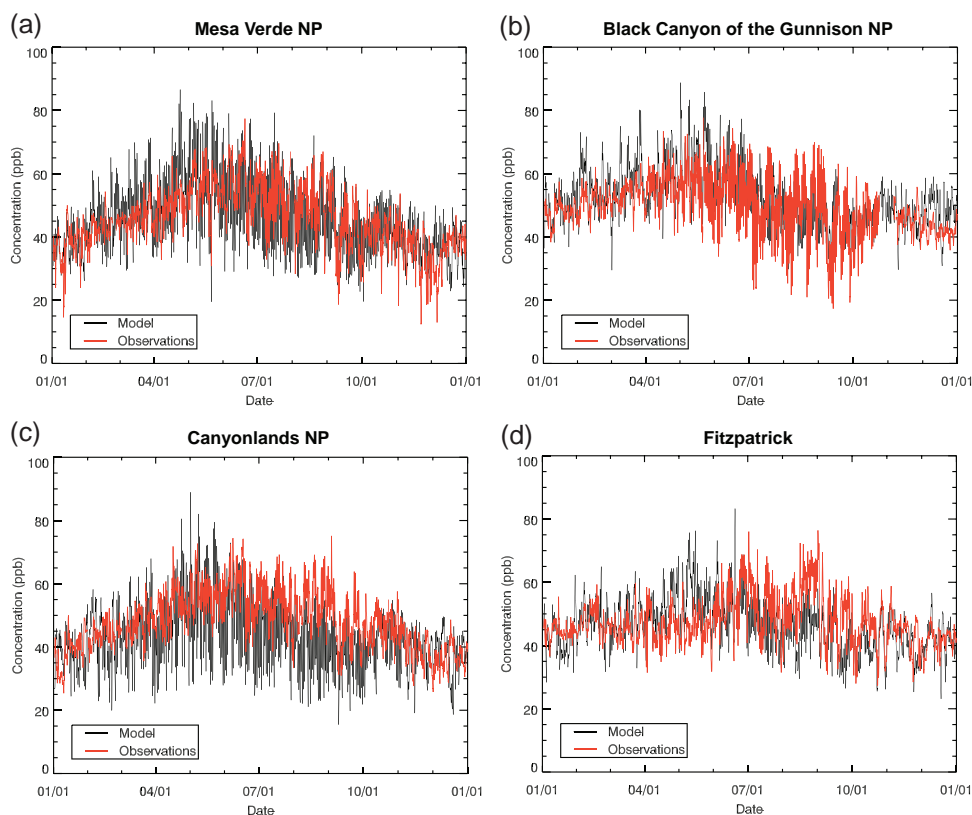 (a)
Mesa Verde NP
100
80
60
40
20
0
Concentration (ppb)
Model
Observations
01/01 04/01 07/01 10/01 01/01
Date
(b)
Black Canyon of the Gunnison NP
100
80
60
40
20
0
Concentration (ppb)
Model
Observations
01/01 04/01 07/01 10/01 01/01
Date
(c)
Canyonlands NP
100
80
60
40
20
0
Concentration (ppb)
Model
Observations
01/01 04/01 07/01 10/01 01/01
Date
(d)
Fitzpatrick
100
80
60
40
20
0
Concentration (ppb)
Model
Observations
01/01 04/01 07/01 10/01 01/01
Date